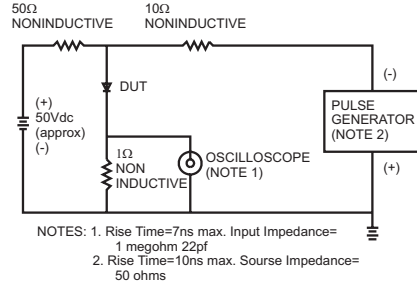 50Ω
NONINDUCTIVE
10Ω
NONINDUCTIVE
(-)
DUT
PULSE
GENERATOR
(NOTE 2)
(+)
50Vdc
(approx)
(-)
1Ω
NON
INDUCTIVE
OSCILLOSCOPE
(NOTE 1)
(+)
NOTES: 1. Rise Time=7ns max. Input Impedance=
1 megohm 22pf
2. Rise Time=10ns max. Sourse Impedance=
50 ohms